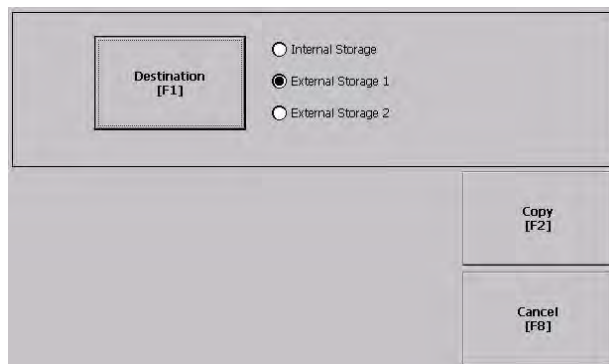 Destination
[F1]
Internal Storage
External Storage 1
External Storage 2
Copy
[F2]
Cancel
[F8]